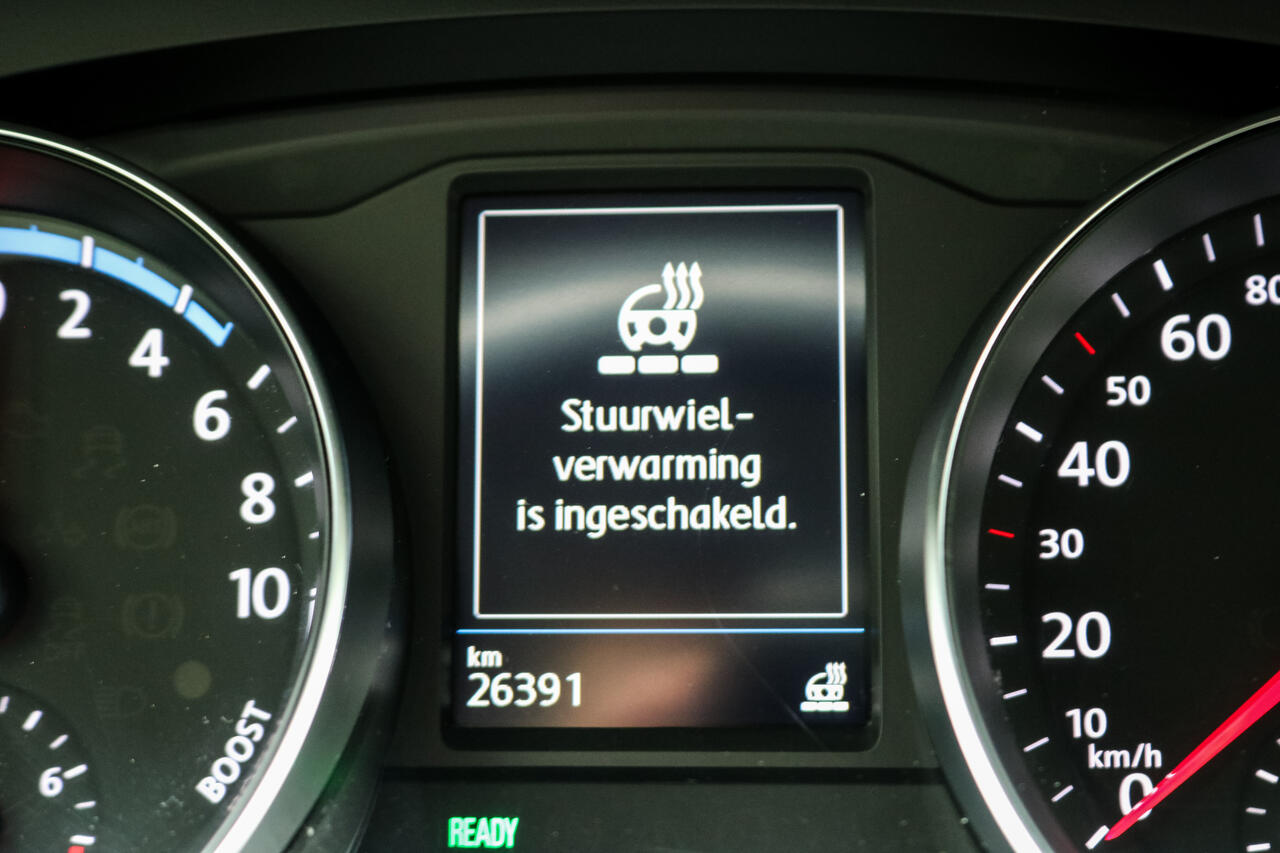 2
4
6
8
10
BOOST
6
Stuurwiel-
verwarming
is ingeschakeld.
km
26391
READY
80
60
50
40
30
20
10
km/h
0